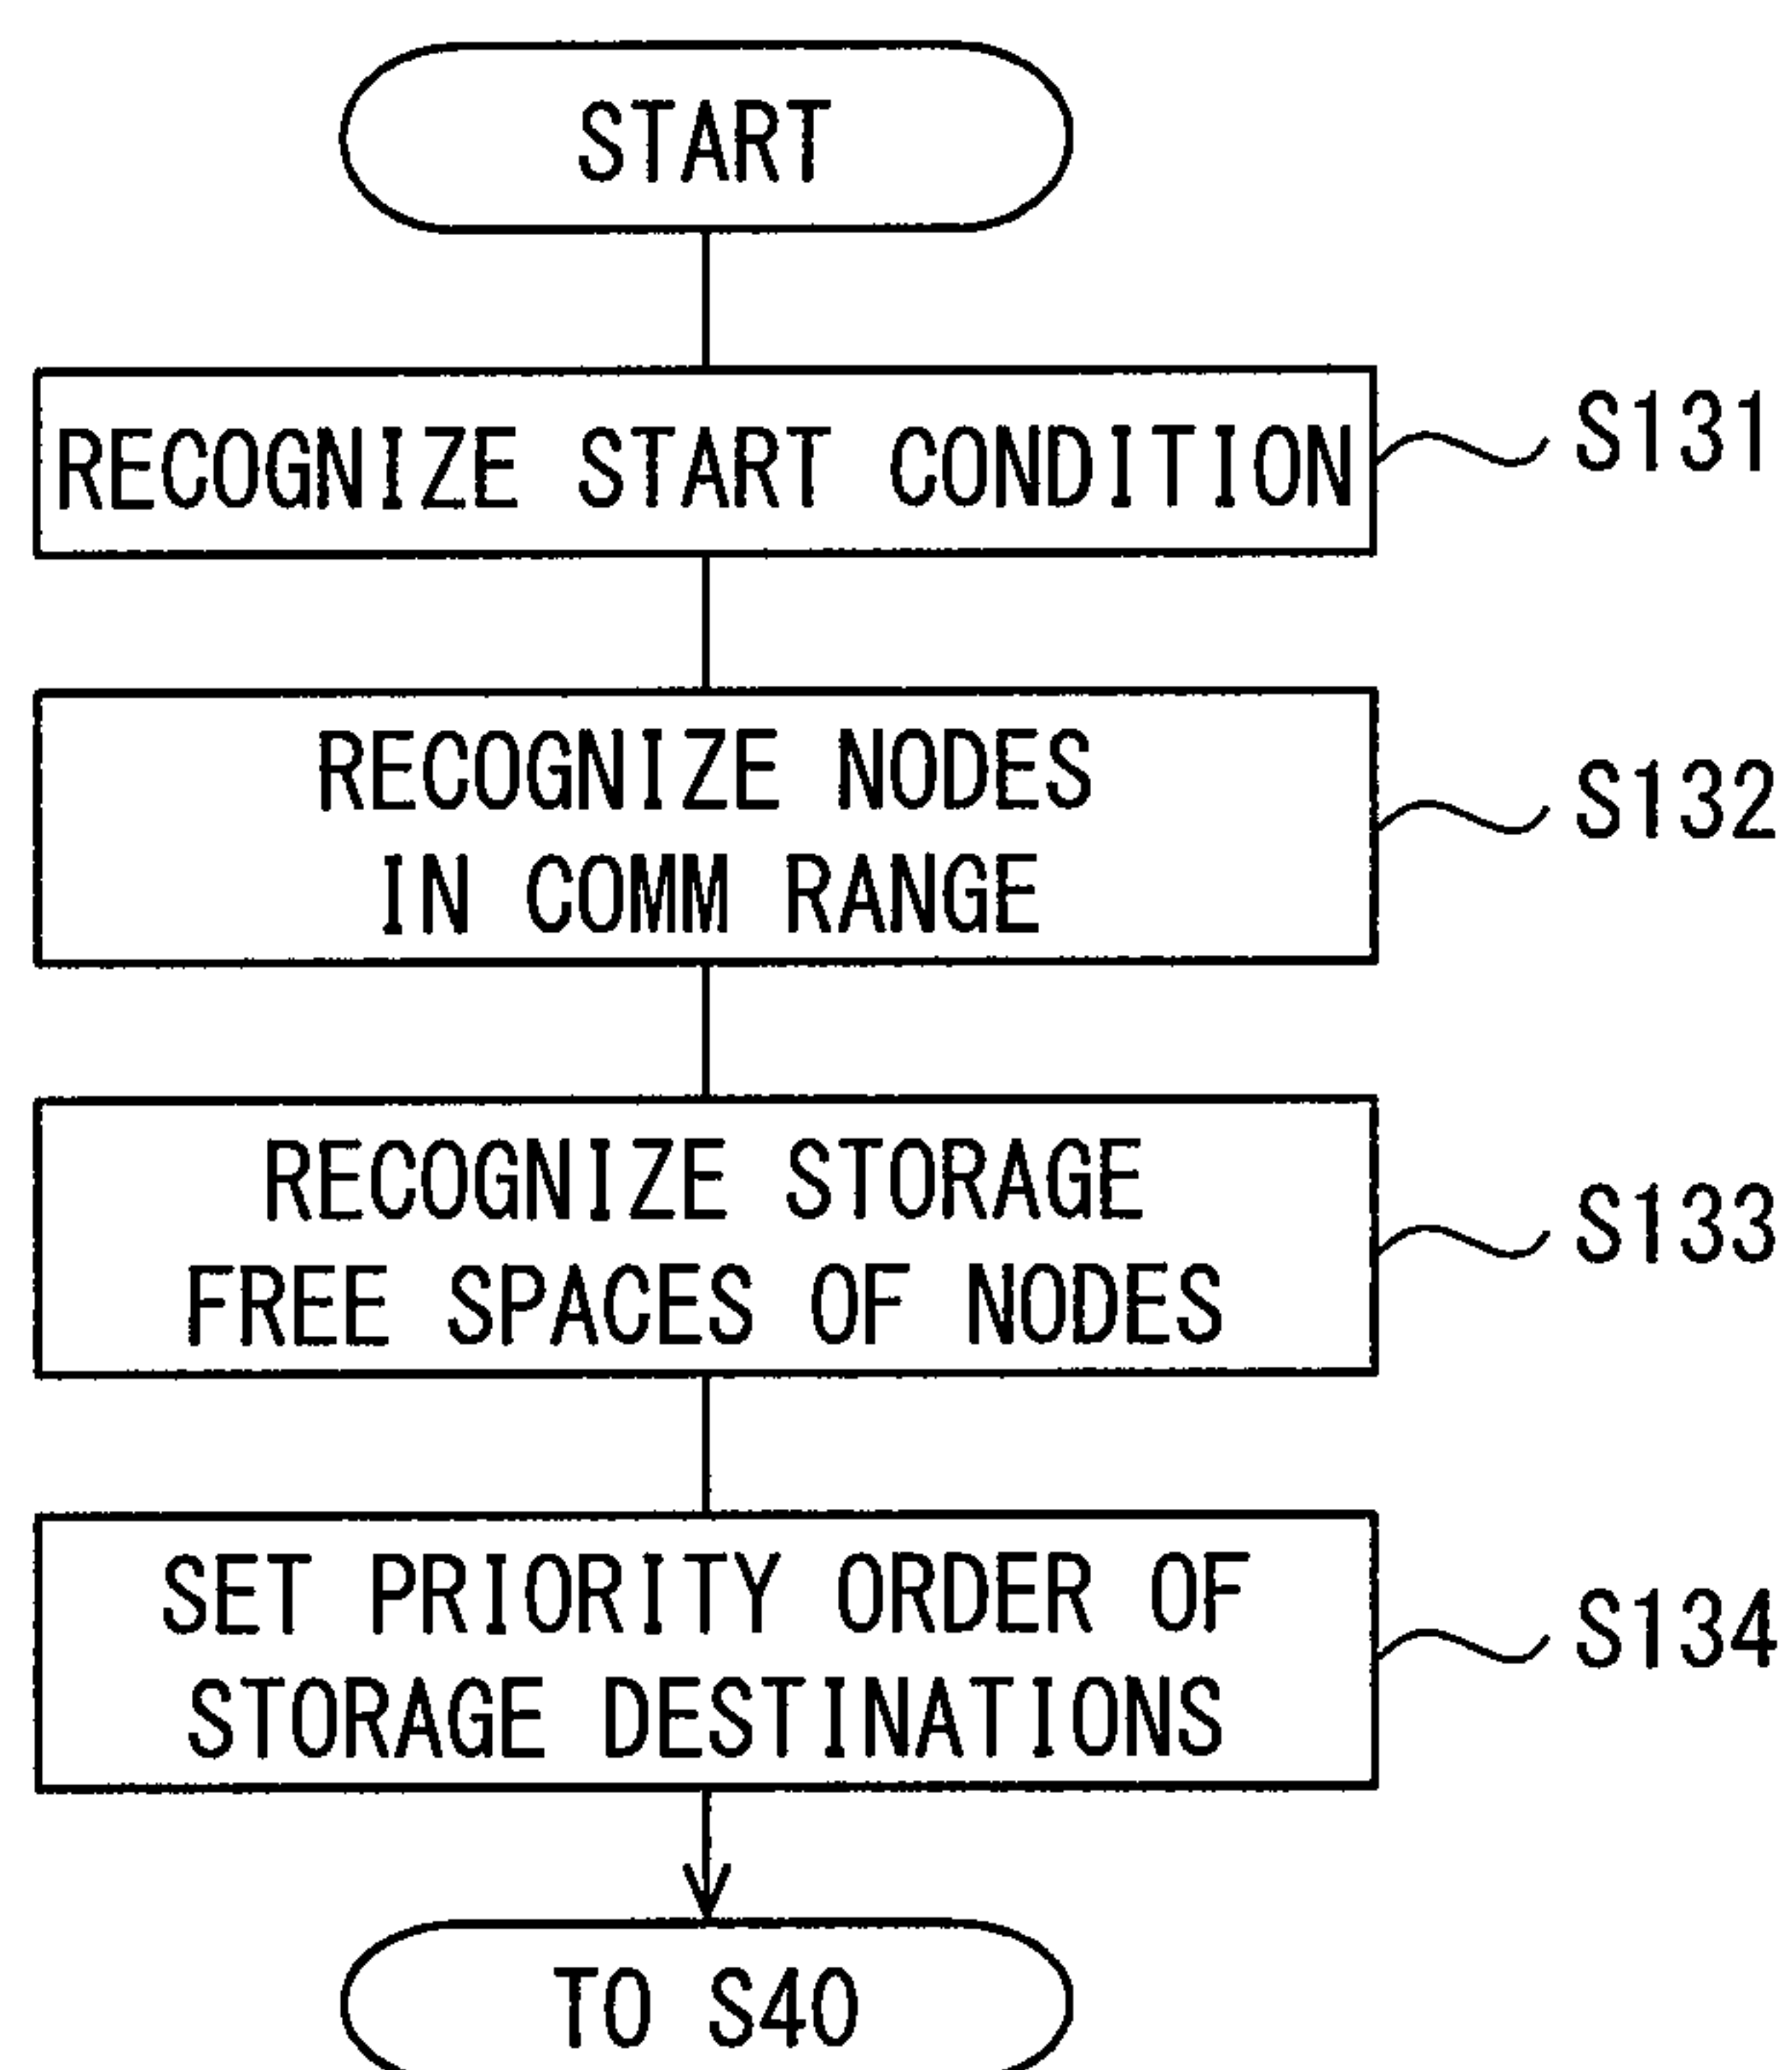 START
RECOGNIZE START CONDITION
S131
RECOGNIZE NODES
IN COMM RANGE
S132
RECOGNIZE STORAGE
FREE SPACES OF NODES
S133
SET PRIORITY ORDER OF
STORAGE DESTINATIONS
S134
TO S40